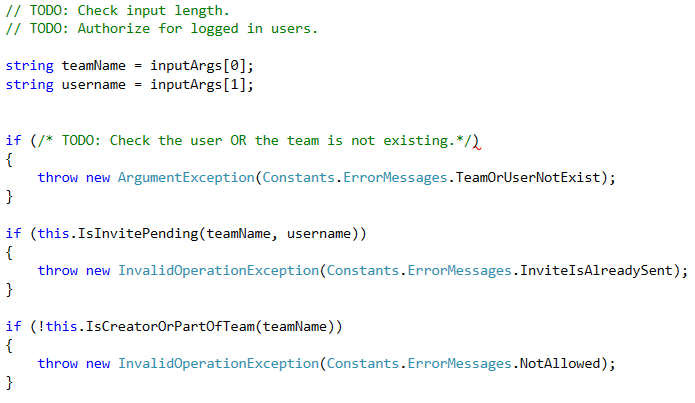 // TODO: Check input length.
// TODO: Authorize for logged in users.
string teamName = inputArgs[0];
string username = inputArgs[1];
if (/* TODO: Check the user OR the team is not existing.*/)
{
throw new ArgumentException(Constants.ErrorMessages.TeamOrUserNotExist);
}
if (this.IsInvitePending(teamName, username))
{
throw new InvalidOperationException(Constants.ErrorMessages.InviteIsAlreadySent);
}
if (!this.IsCreatorOrPartOfTeam(teamName))
{
throw new InvalidOperationException(Constants.ErrorMessages.NotAllowed);
}